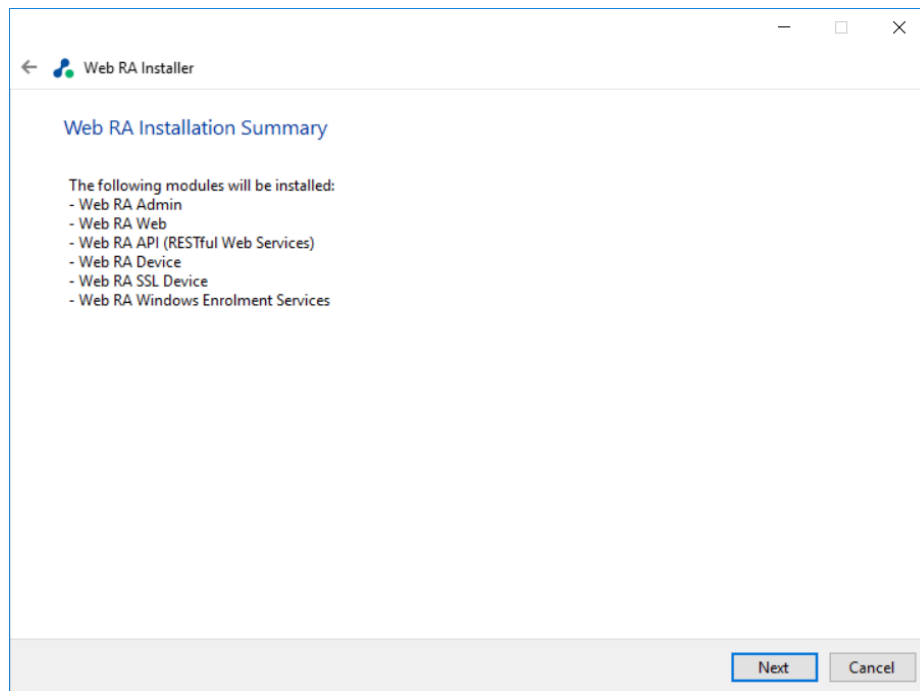 Web RA Installer
Web RA Installation Summary
The following modules will be installed:
- Web RA Admin
- Web RA Web
- Web RA API (RESTful Web Services)
- Web RA Device
- Web RA SSL Device
- Web RA Windows Enrolment Services
Next
Cancel